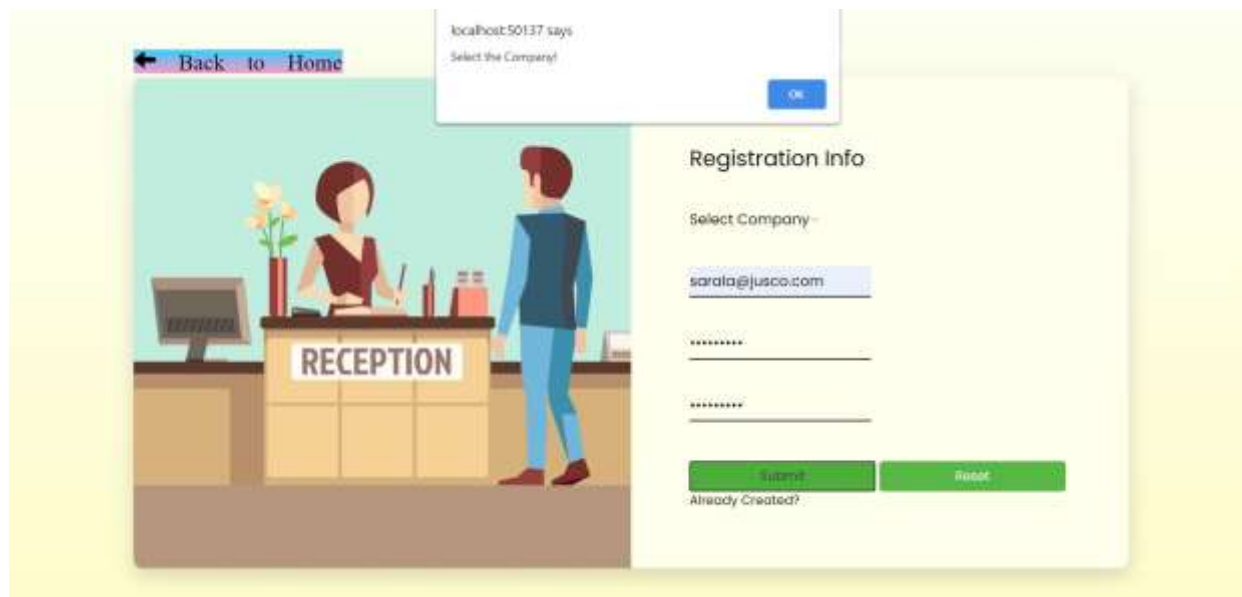 localhost:50137 says
Select the Company!
OK
← Back to Home
Registration Info
Select Company-
sarala@jusco.com
•••••••••
•••••••••
RECEPTION
Submit
Reset
Already Created?